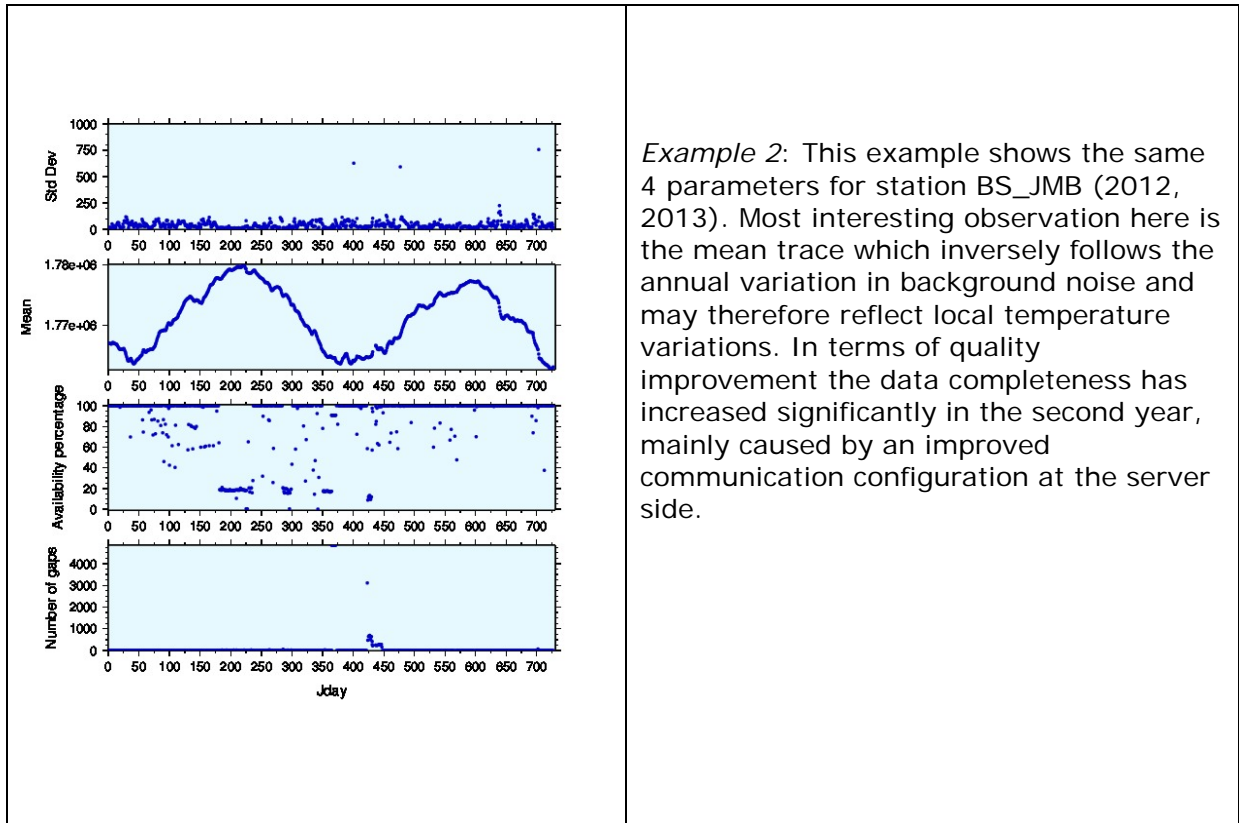 1000
750
500
250
0
Std Dev
0 50 100 150 200 250 300 350 400 450 500 550 600 650 700
1.78e+06
1.77e+06
Mean
0 50 100 150 200 250 300 350 400 450 500 550 600 650 700
100
80
60
40
20
0
Availability percentage
0 50 100 150 200 250 300 350 400 450 500 550 600 650 700
4000
3000
2000
1000
0
Number of gaps
0 50 100 150 200 250 300 350 400 450 500 550 600 650 700
Jday
Example 2: This example shows the same
4 parameters for station BS_JMB (2012,
2013). Most interesting observation here is
the mean trace which inversely follows the
annual variation in background noise and
may therefore reflect local temperature
variations. In terms of quality
improvement the data completeness has
increased significantly in the second year,
mainly caused by an improved
communication configuration at the server
side.